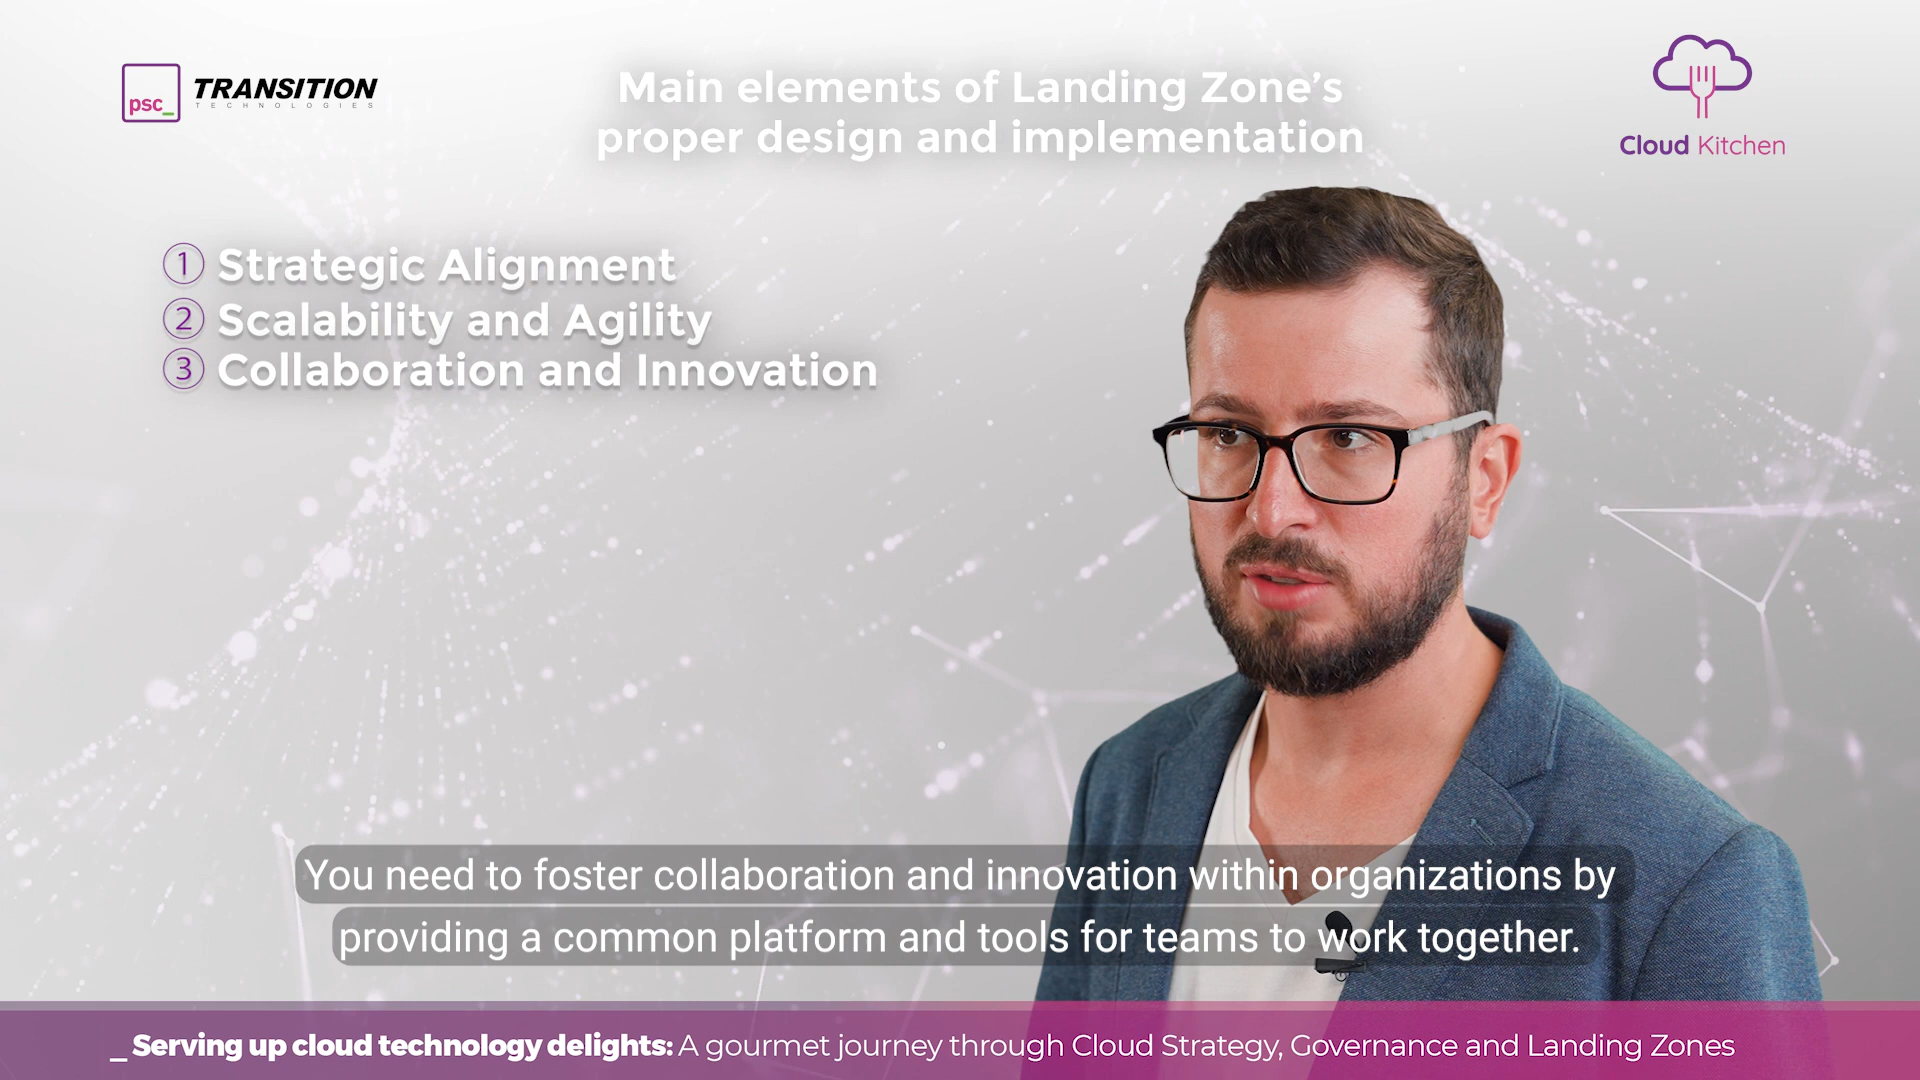 psc_
TRANSITION
TECHNOLOGIES
Main elements of Landing Zone's
proper design and implementation
Cloud Kitchen
1 Strategic Alignment
2 Scalability and Agility
3 Collaboration and Innovation
You need to foster collaboration and innovation within organizations by
providing a common platform and tools for teams to work together.
_ Serving up cloud technology delights: A gourmet journey through Cloud Strategy, Governance and Landing Zones